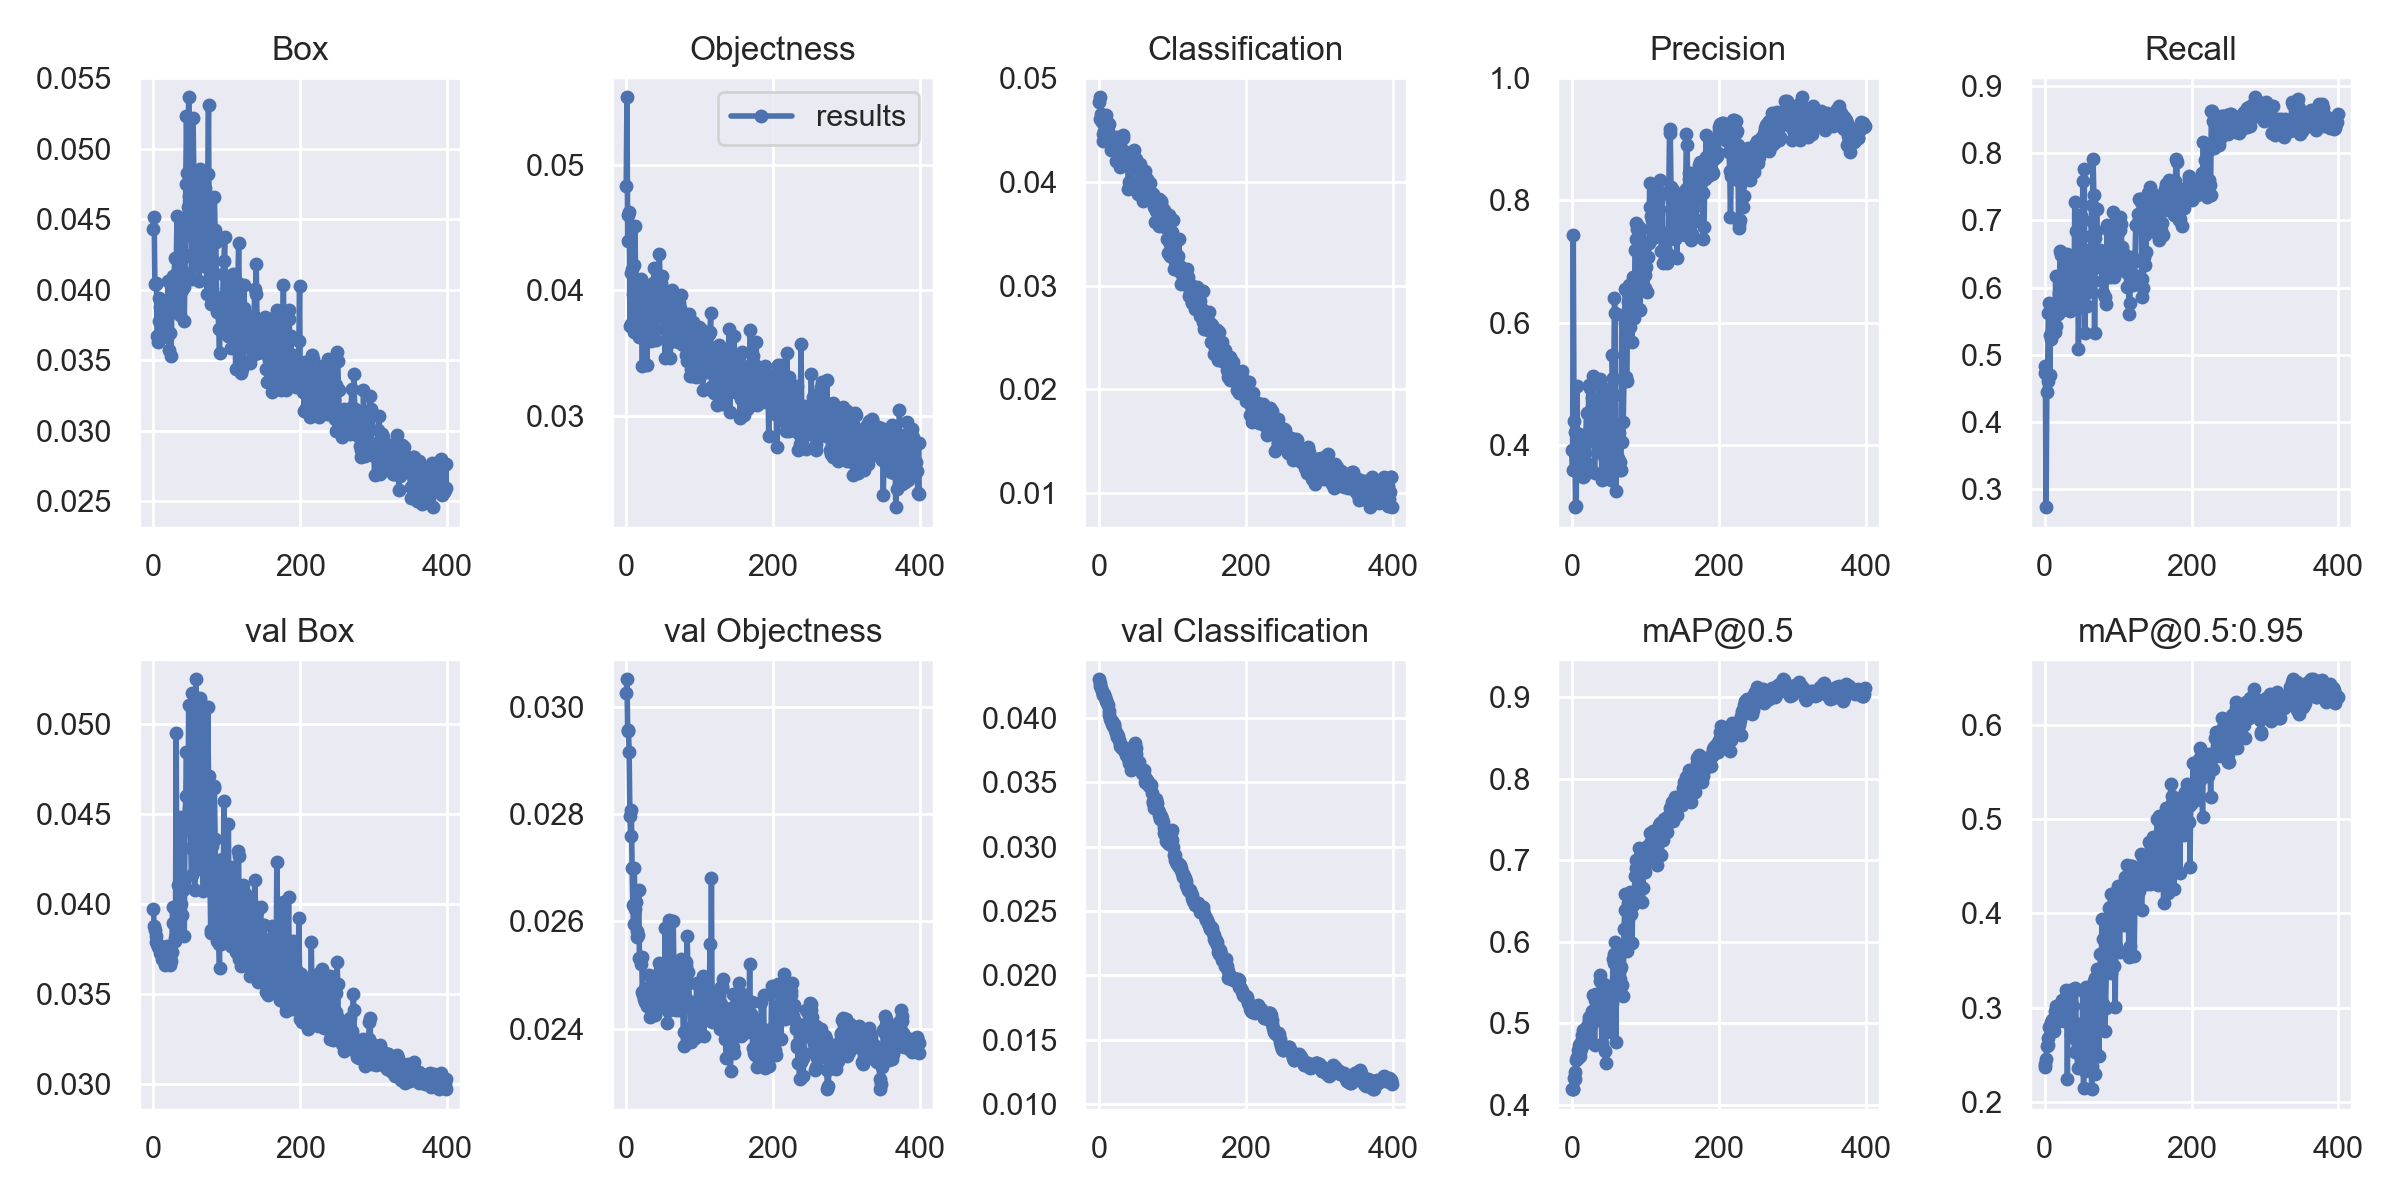 Box
0.055
0.050
0.045
0.040
0.035
0.030
0.025
0 200 400
Objectness
results
0.05
0.04
0.03
0 200 400
Classification
0.05
0.04
0.03
0.02
0.01
0 200 400
Precision
1.0
0.8
0.6
0.4
0 200 400
Recall
0.9
0.8
0.7
0.6
0.5
0.4
0.3
0 200 400
val Box
0.050
0.045
0.040
0.035
0.030
0 200 400
val Objectness
0.030
0.028
0.026
0.024
0 200 400
val Classification
0.040
0.035
0.030
0.025
0.020
0.015
0.010
0 200 400
mAP@0.5
0.9
0.8
0.7
0.6
0.5
0.4
0 200 400
mAP@0.5:0.95
0.6
0.5
0.4
0.3
0.2
0 200 400